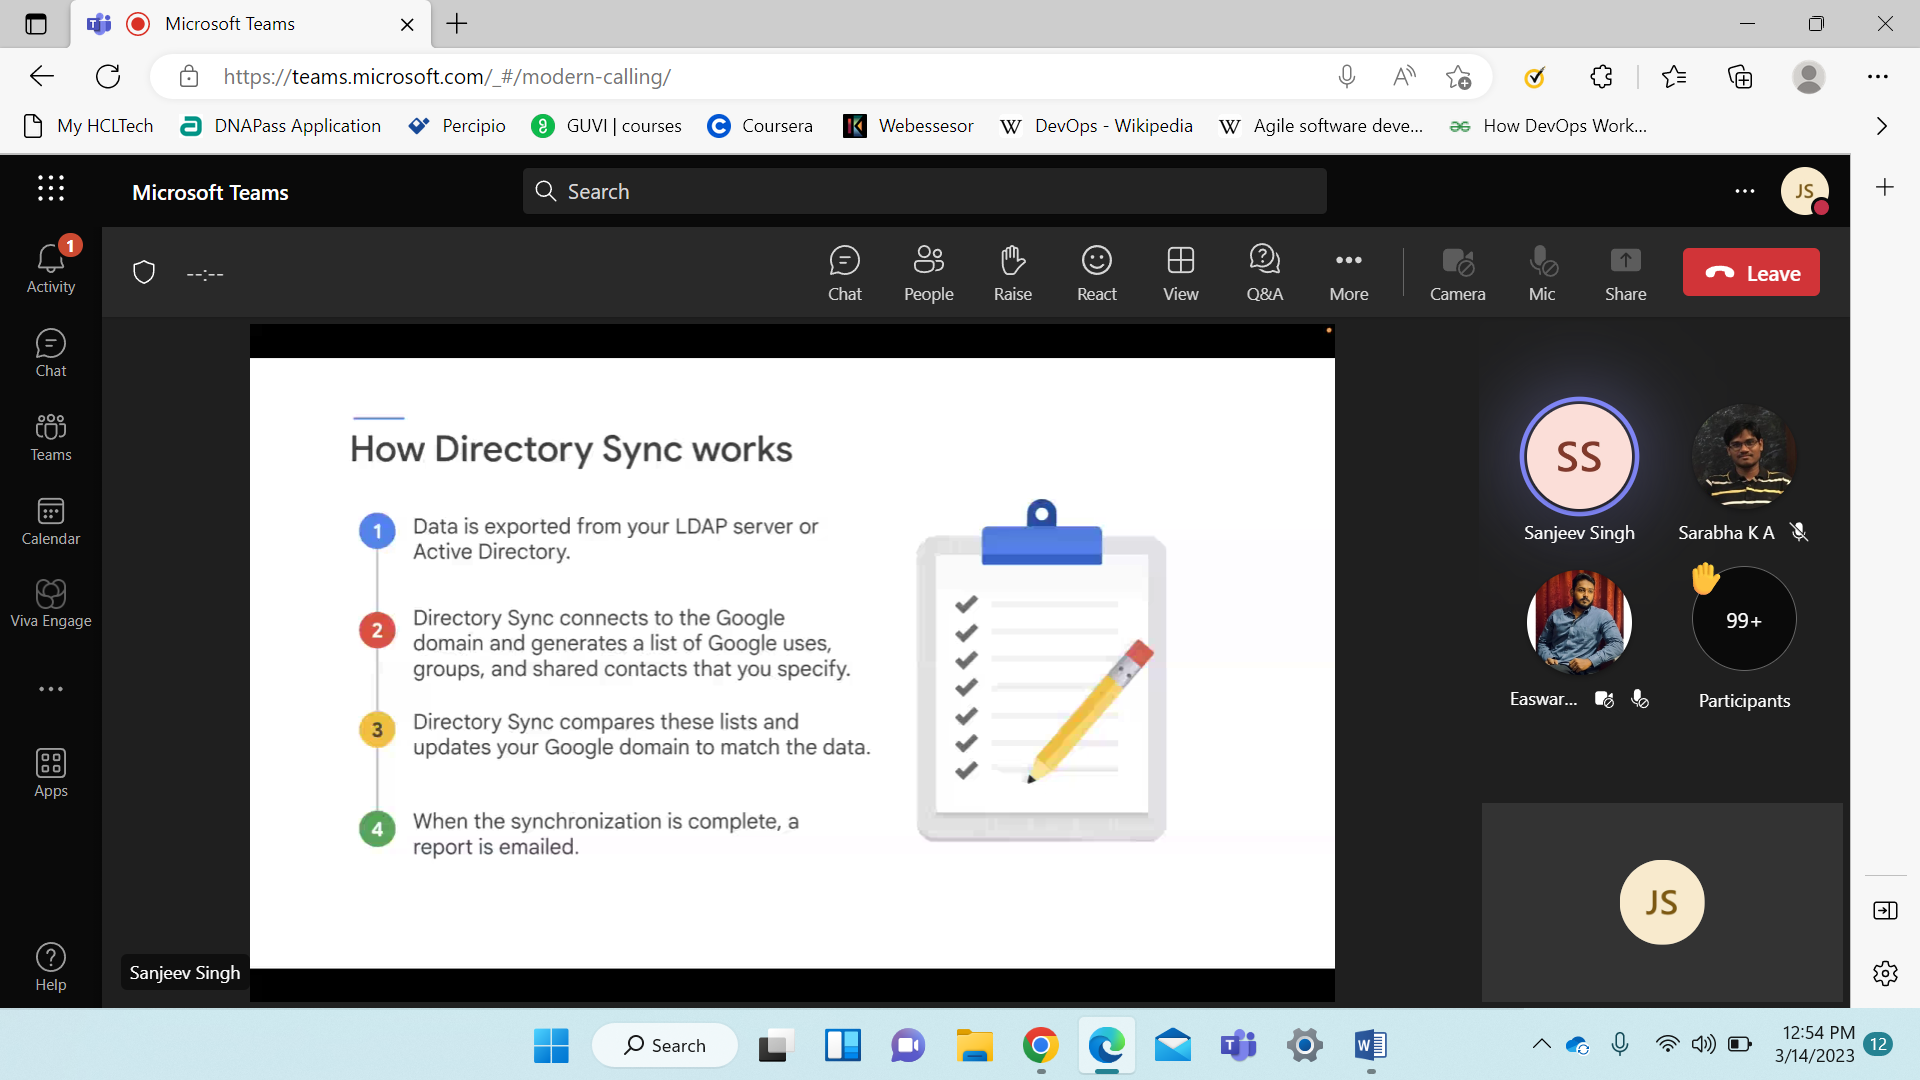 Microsoft Teams
https://teams.microsoft.com/_#/modern-calling/
My HCLTech
DNAPass Application
Percipio
GUVI | courses
Coursera
Webessesor
DevOps - Wikipedia
Agile software deve...
How DevOps Work...
Microsoft Teams
Search
JS
1
Activity
Chat
Teams
Calendar
Viva Engage
Apps
Help
--:--
Chat
People
Raise
React
View
Q&A
More
Camera
Mic
Share
Leave
How Directory Sync works
1
Data is exported from your LDAP server or
Active Directory.
2
Directory Sync connects to the Google
domain and generates a list of Google uses,
groups, and shared contacts that you specify.
3
Directory Sync compares these lists and
updates your Google domain to match the data.
4
When the synchronization is complete, a
report is emailed.
Sanjeev Singh
SS
Sanjeev Singh
Sarabha K A
Easwar...
99+
Participants
JS
Search
12:54 PM
3/14/2023
12